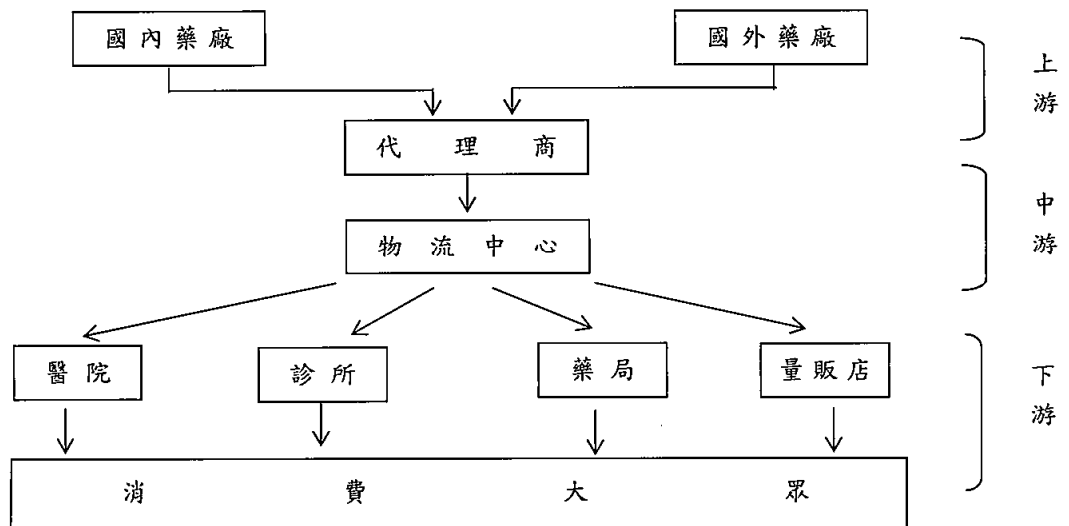 國內藥廠
國外藥廠
上游
代理商
中游
物流中心
醫院
診所
藥局
量販店
下游
消費大眾